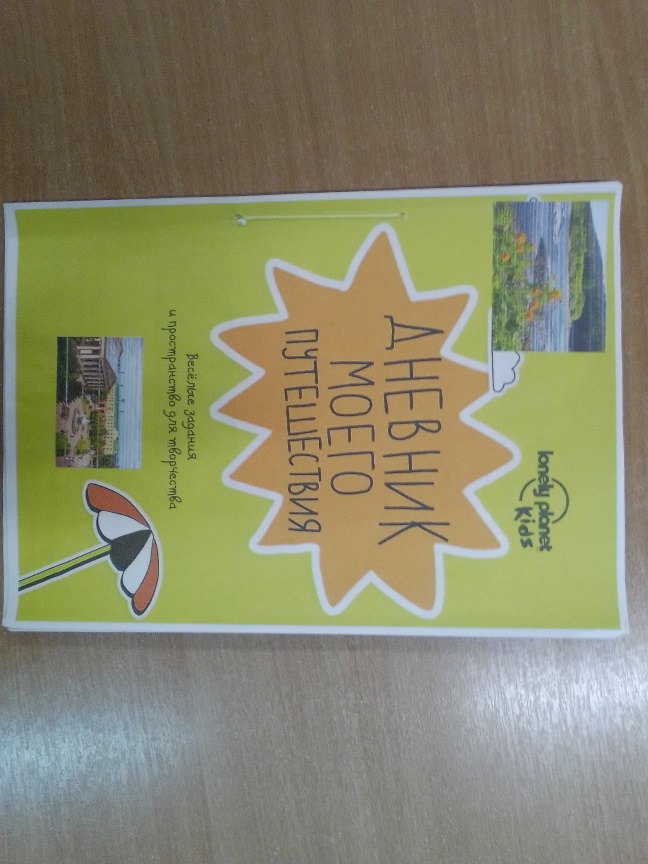 lonely planet
Kids
ДНЕВНИК
МОЕГО
ПУТЕШЕСТВИЯ
Весёлые задания
и пространство для творчества